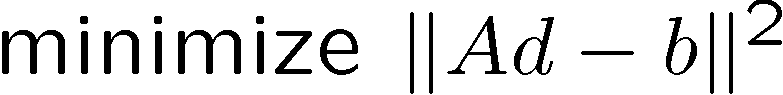 minimize ‖Ad − b‖²